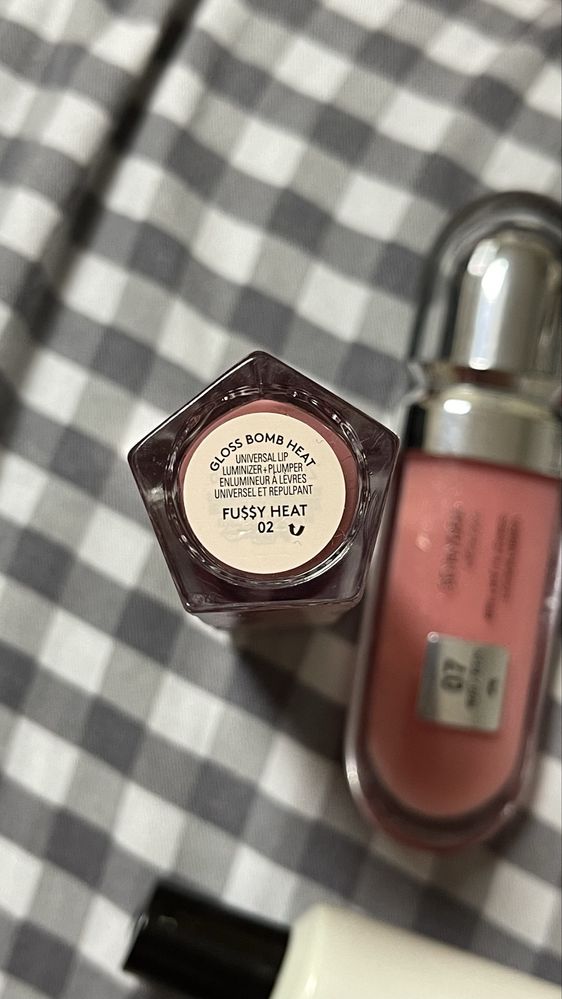 GLOSS BOMB HEAT
UNIVERSAL LIP
LUMINIZER + PLUMPER
ENLUMINEUR À LÈVRES
UNIVERSEL ET REPULPANT
FU$$Y HEAT
02
07